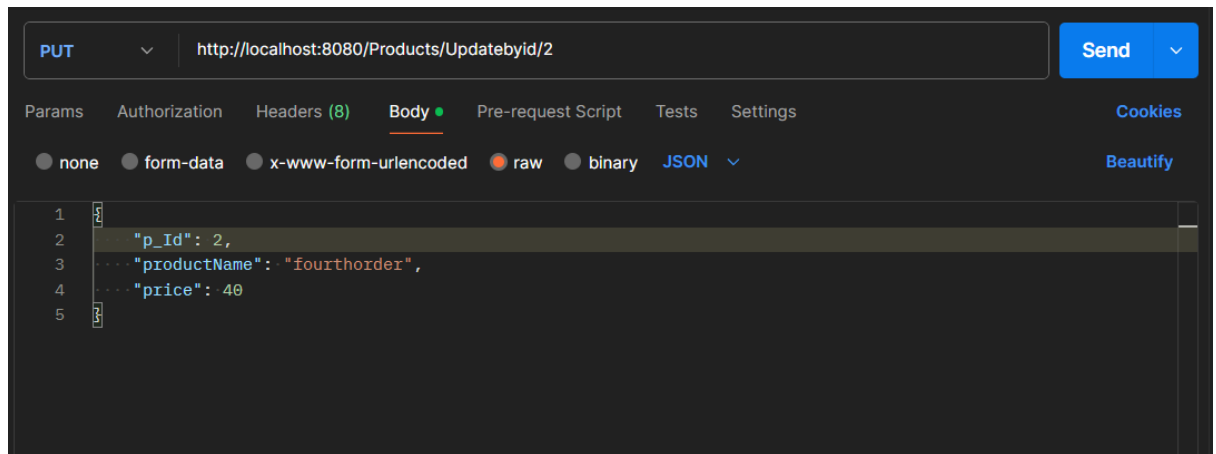 PUT http://localhost:8080/Products/Updatebyid/2 Send
Params Authorization Headers (8) Body Pre-request Script Tests Settings Cookies
none form-data x-www-form-urlencoded raw binary JSON Beautify
1 {
2 "p_Id": 2,
3 "productName": "fourthorder",
4 "price": 40
5 }